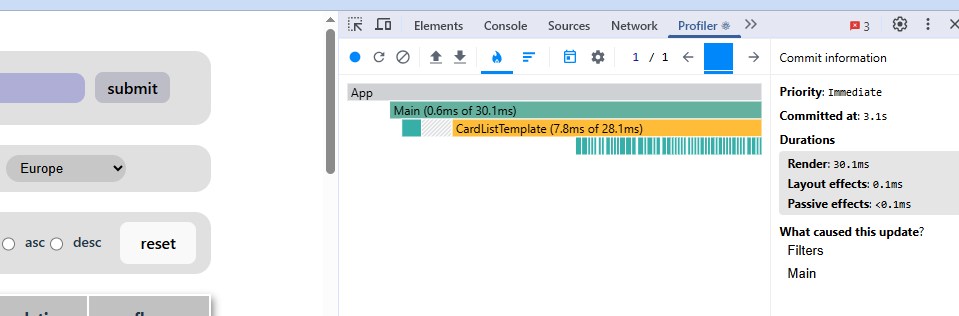 Elements Console Sources Network Profiler 3
submit
1 / 1
Commit information
App
Priority: Immediate
Main (0.6ms of 30.1ms)
Committed at: 3.1s
CardListTemplate (7.8ms of 28.1ms)
Durations
Europe
Render: 30.1ms
Layout effects: 0.1ms
Passive effects: <0.1ms
What caused this update?
asc desc reset
Filters
Main